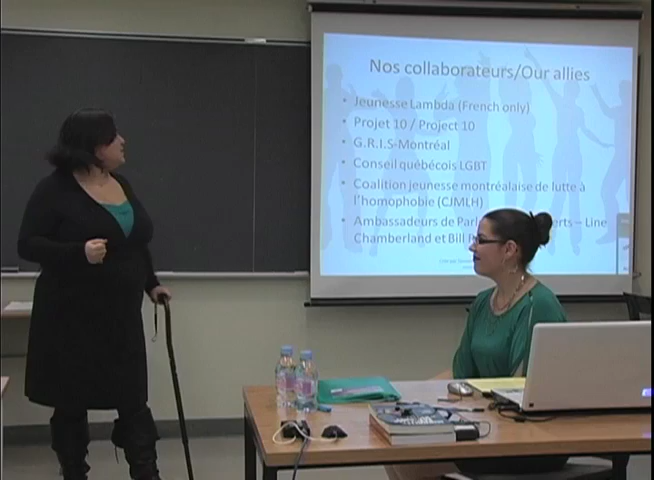 Nos collaborateurs/Our allies
• Jeunesse Lambda (French only)
• Projet 10 / Project 10
• G.R.I.S-Montréal
• Conseil québécois LGBT
• Coalition jeunesse montréalaise de lutte à
l'homophobie (CJMLH)
• Ambassadeurs de – Line
Chamberland et Bill